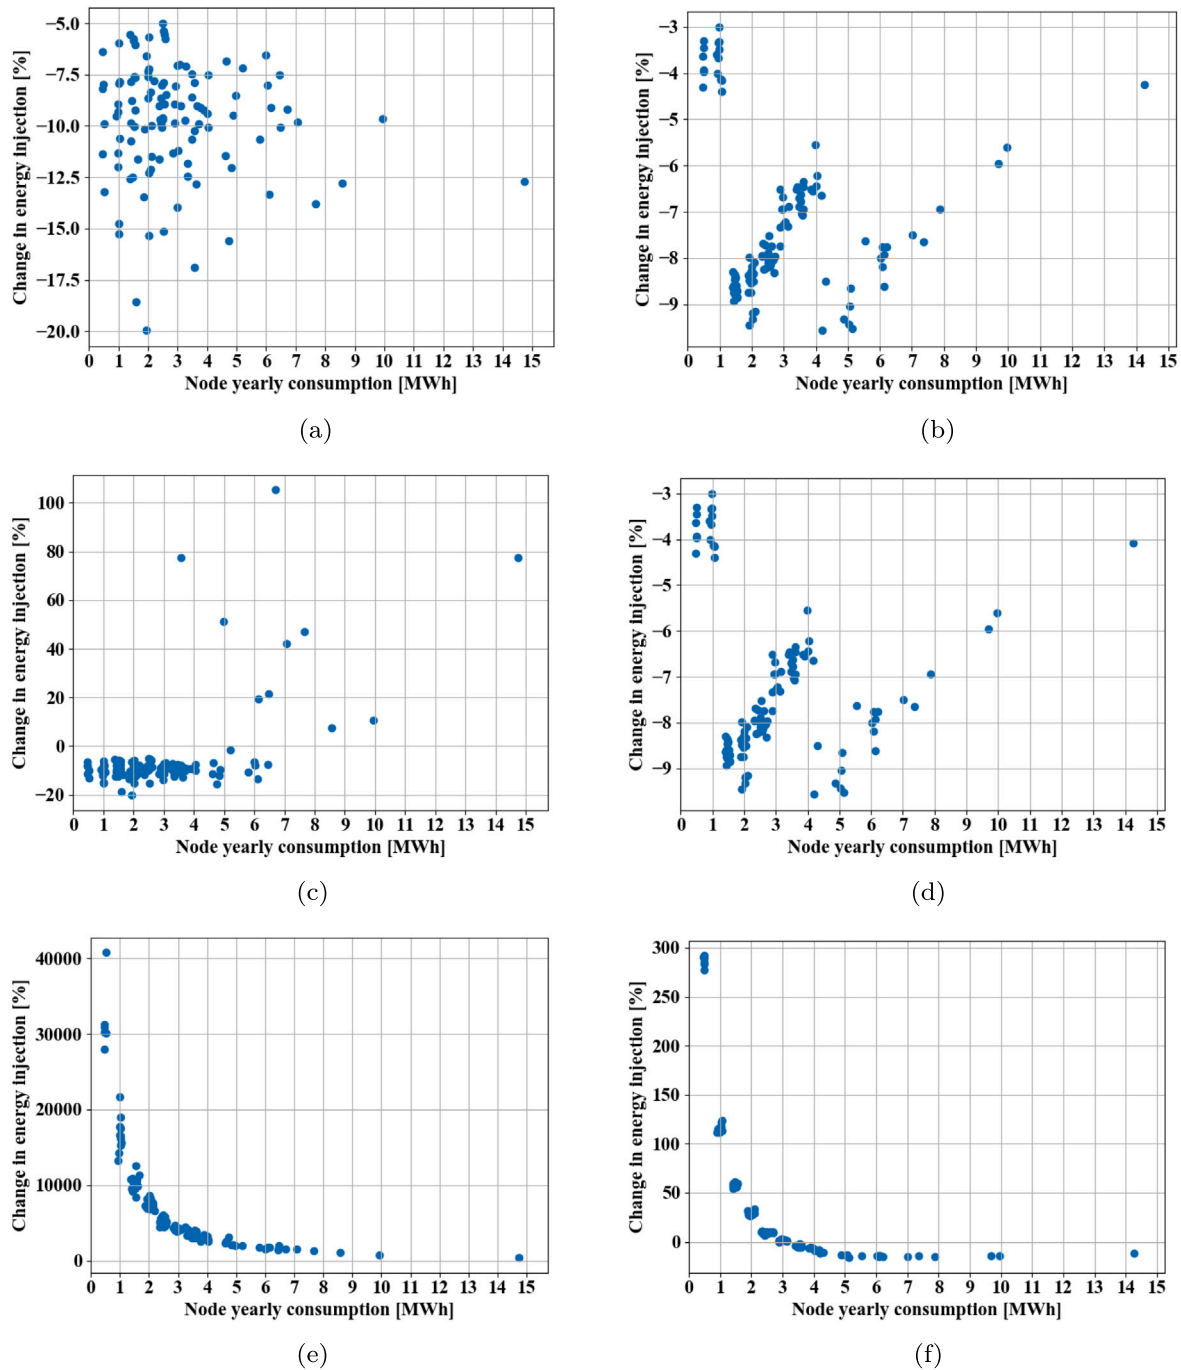 Change in energy injection [%]
−5.0
−7.5
−10.0
−12.5
−15.0
−17.5
−20.0
0 1 2 3 4 5 6 7 8 9 10 11 12 13 14 15
Node yearly consumption [MWh]
(a)
Change in energy injection [%]
−3
−4
−5
−6
−7
−8
−9
0 1 2 3 4 5 6 7 8 9 10 11 12 13 14 15
Node yearly consumption [MWh]
(b)
Change in energy injection [%]
100
80
60
40
20
0
−20
0 1 2 3 4 5 6 7 8 9 10 11 12 13 14 15
Node yearly consumption [MWh]
(c)
Change in energy injection [%]
−3
−4
−5
−6
−7
−8
−9
0 1 2 3 4 5 6 7 8 9 10 11 12 13 14 15
Node yearly consumption [MWh]
(d)
Change in energy injection [%]
40000
30000
20000
10000
0
0 1 2 3 4 5 6 7 8 9 10 11 12 13 14 15
Node yearly consumption [MWh]
(e)
Change in energy injection [%]
300
250
200
150
100
50
0
0 1 2 3 4 5 6 7 8 9 10 11 12 13 14 15
Node yearly consumption [MWh]
(f)